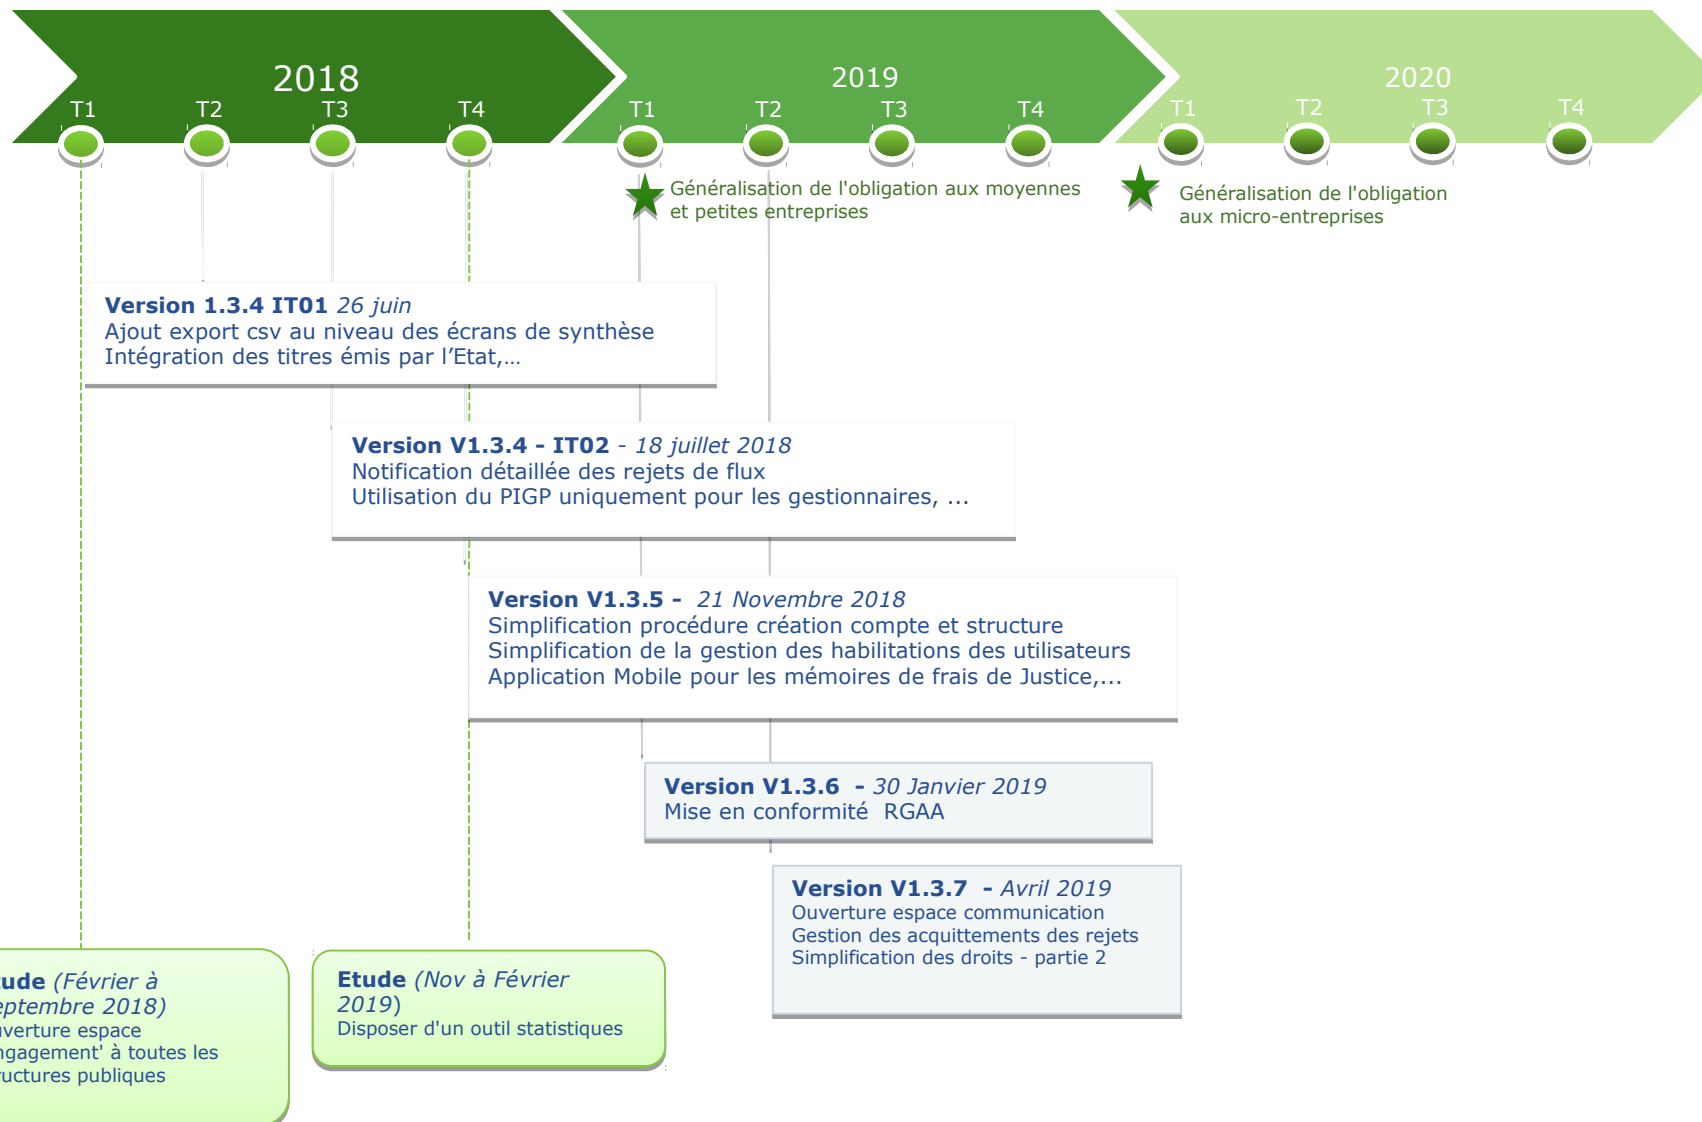 2018
2019
2020
T1
T2
T3
T4
T1
T2
T3
T4
T1
T2
T3
T4
Généralisation de l'obligation aux moyennes
et petites entreprises
Généralisation de l'obligation
aux micro-entreprises
Version 1.3.4 IT01 26 juin
Ajout export csv au niveau des écrans de synthèse
Intégration des titres émis par l’Etat,…
Version V1.3.4 - IT02 - 18 juillet 2018
Notification détaillée des rejets de flux
Utilisation du PIGP uniquement pour les gestionnaires, ...
Version V1.3.5 - 21 Novembre 2018
Simplification procédure création compte et structure
Simplification de la gestion des habilitations des utilisateurs
Application Mobile pour les mémoires de frais de Justice,...
Version V1.3.6 - 30 Janvier 2019
Mise en conformité RGAA
Version V1.3.7 - Avril 2019
Ouverture espace communication
Gestion des acquittements des rejets
Simplification des droits - partie 2
(Février à
2018)
espace
à toutes les
publiques
Etude (Nov à Février
2019)
Disposer d'un outil statistiques